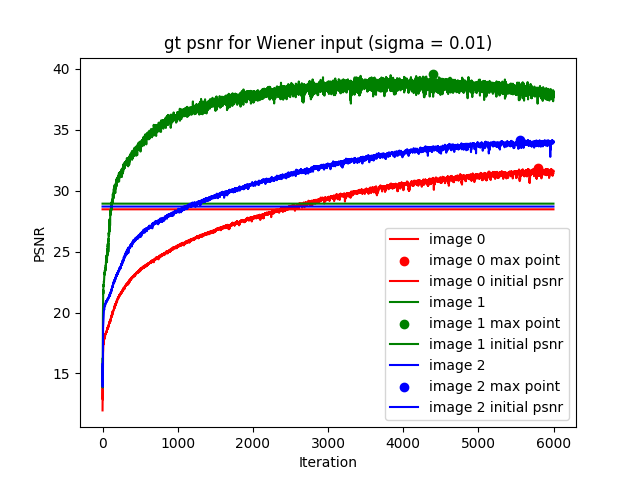 gt psnr for Wiener input (sigma = 0.01)
40
35
30
25
20
15
PSNR
image 0
image 0 max point
image 0 initial psnr
image 1
image 1 max point
image 1 initial psnr
image 2
image 2 max point
image 2 initial psnr
0 1000 2000 3000 4000 5000 6000
Iteration